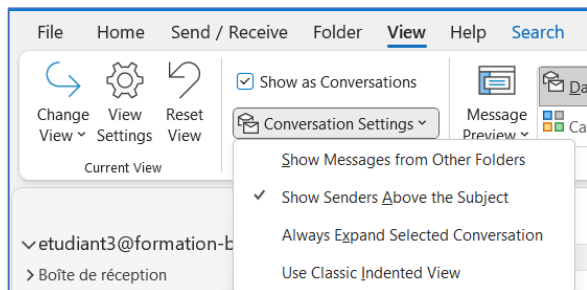 File Home Send / Receive Folder View Help Search
Show as Conversations
Change View
View Settings
Reset View
Conversation Settings
Message Preview
Current View
Show Messages from Other Folders
Show Senders Above the Subject
Always Expand Selected Conversation
Use Classic Indented View
etudiant3@formation-b
Boîte de réception